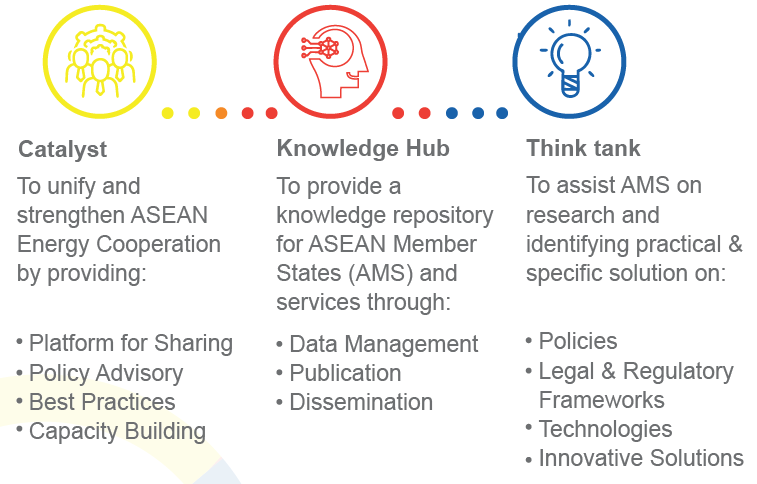 Catalyst
To unify and
strengthen ASEAN
Energy Cooperation
by providing:
• Platform for Sharing
• Policy Advisory
• Best Practices
• Capacity Building
Knowledge Hub
To provide a
knowledge repository
for ASEAN Member
States (AMS) and
services through:
• Data Management
• Publication
• Dissemination
Think tank
To assist AMS on
research and
identifying practical &
specific solution on:
• Policies
• Legal & Regulatory
Frameworks
• Technologies
• Innovative Solutions